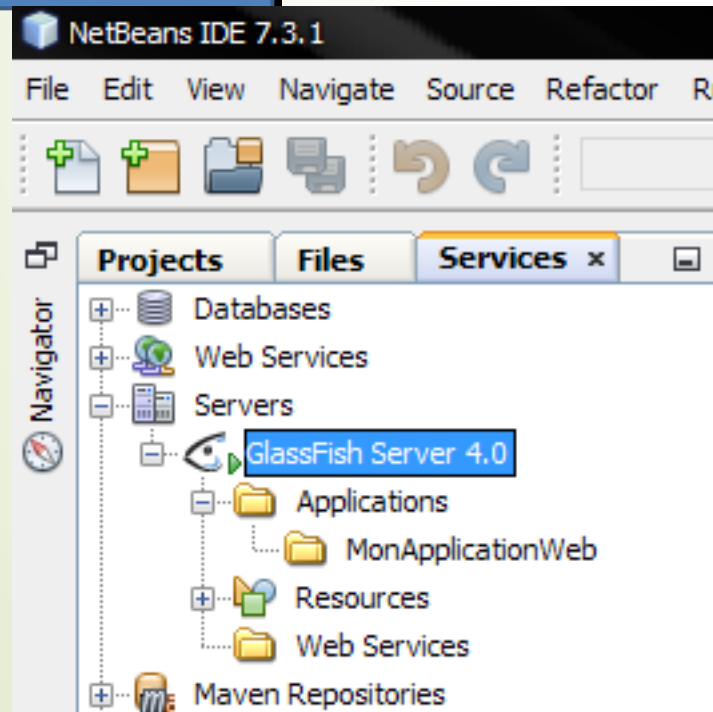 NetBeans IDE 7.3.1
File Edit View Navigate Source Refactor R
Projects Files Services
Navigator
Databases
Web Services
Servers
GlassFish Server 4.0
Applications
MonApplicationWeb
Resources
Web Services
Maven Repositories